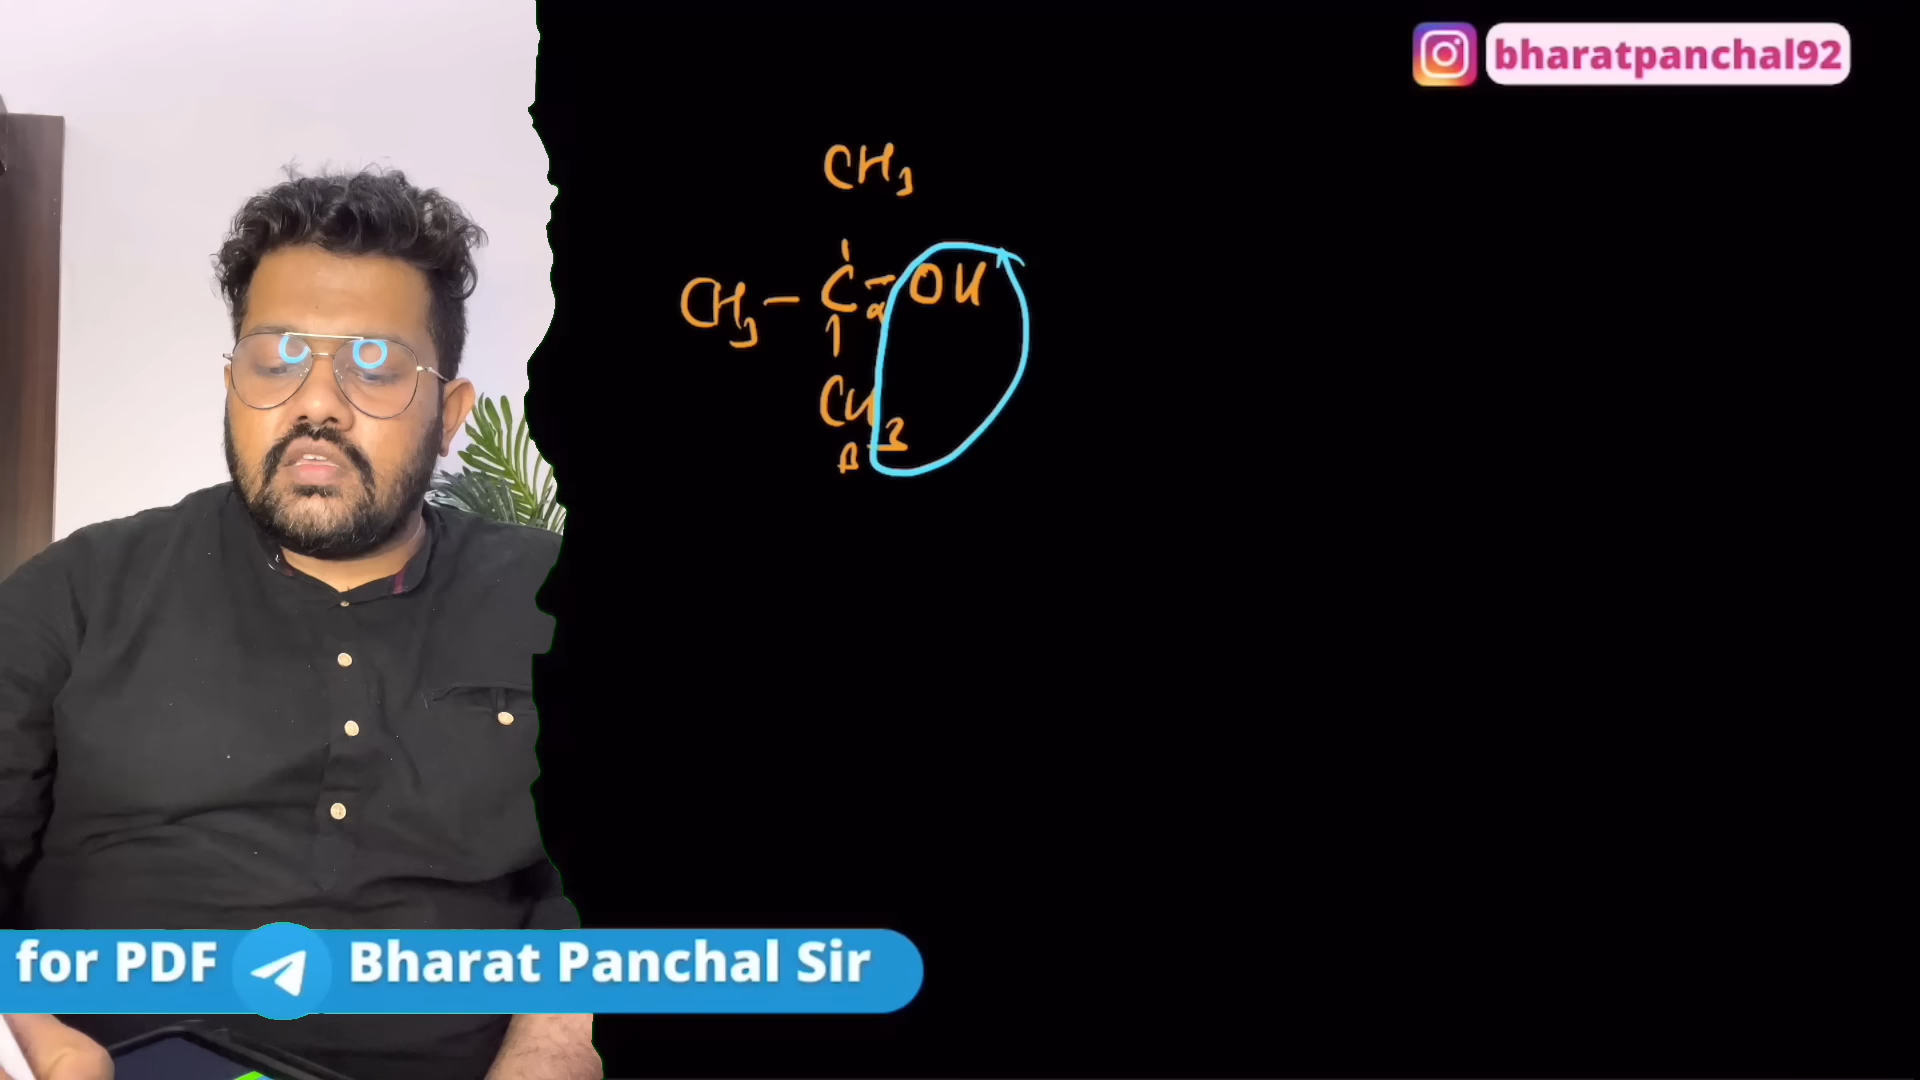 bharatpanchal92
CH3
CH3 - C - OH
α
CH3
β
for PDF Bharat Panchal Sir